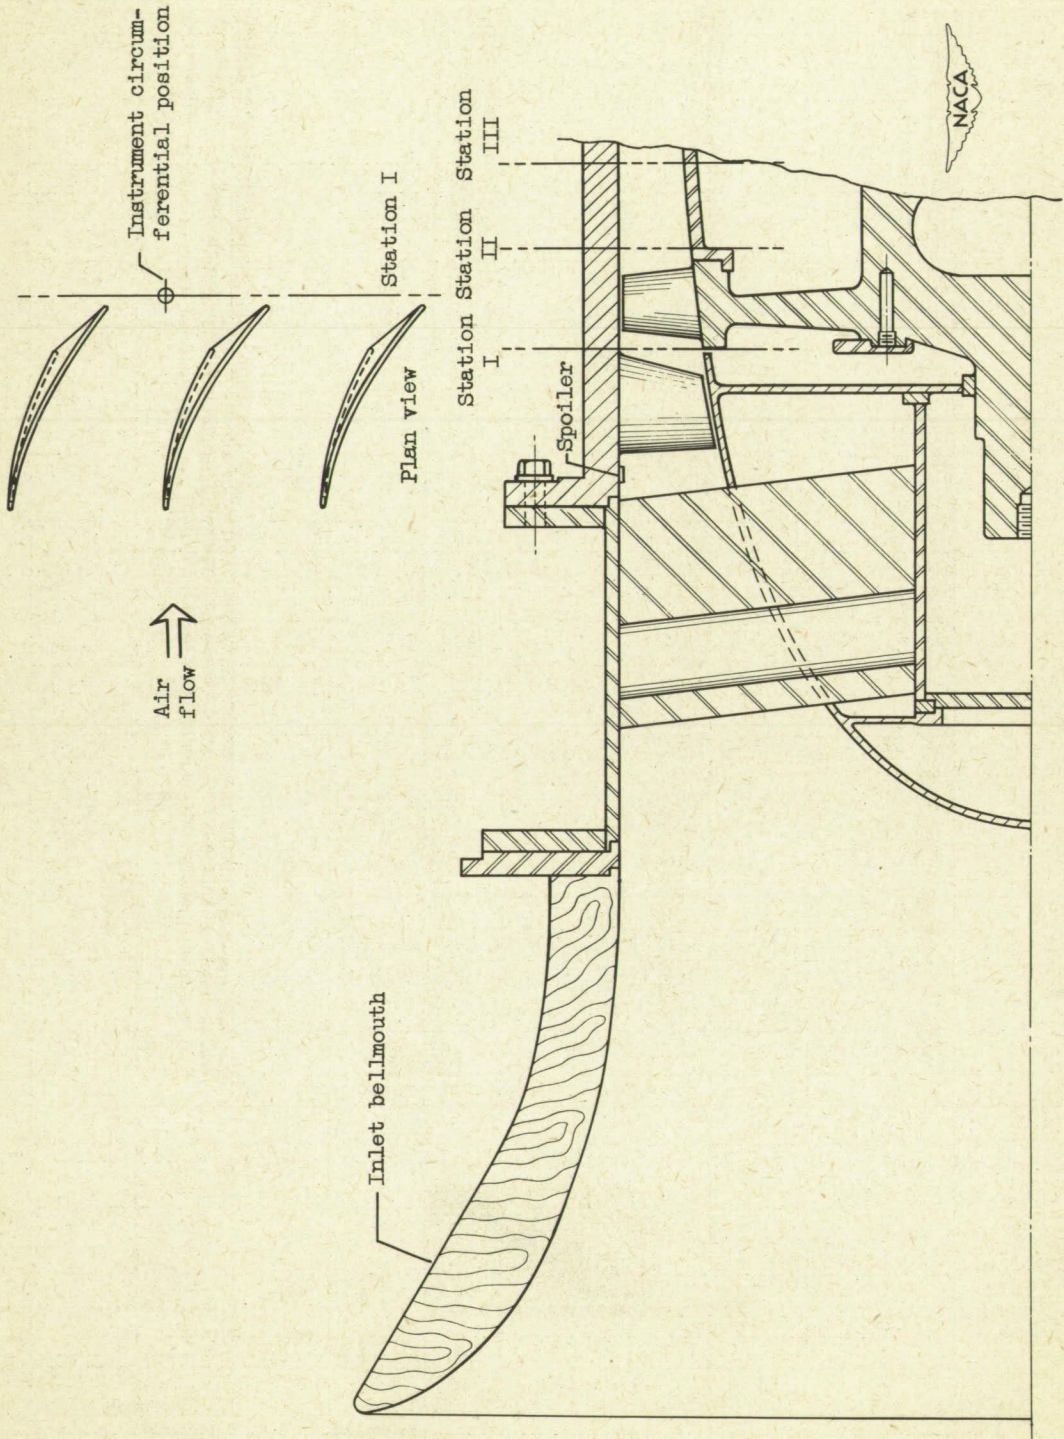 Instrument circum-
ferential position
Station I
Plan view
Air
flow
Station
I
Station
II
Station
III
Spoiler
Inlet bellmouth
NACA